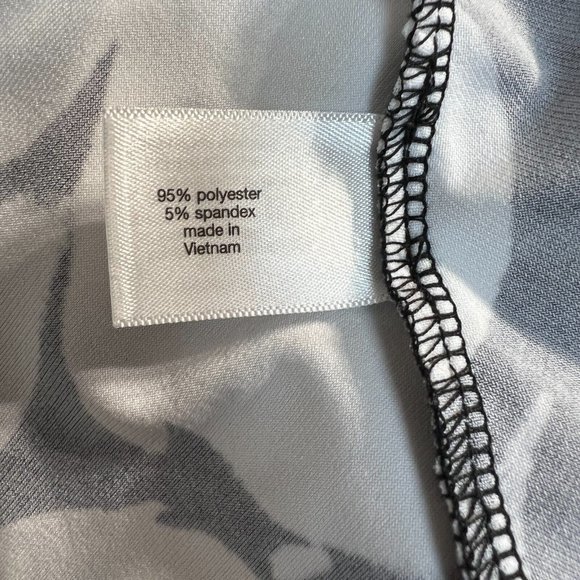 95% polyester
5% spandex
made in
Vietnam